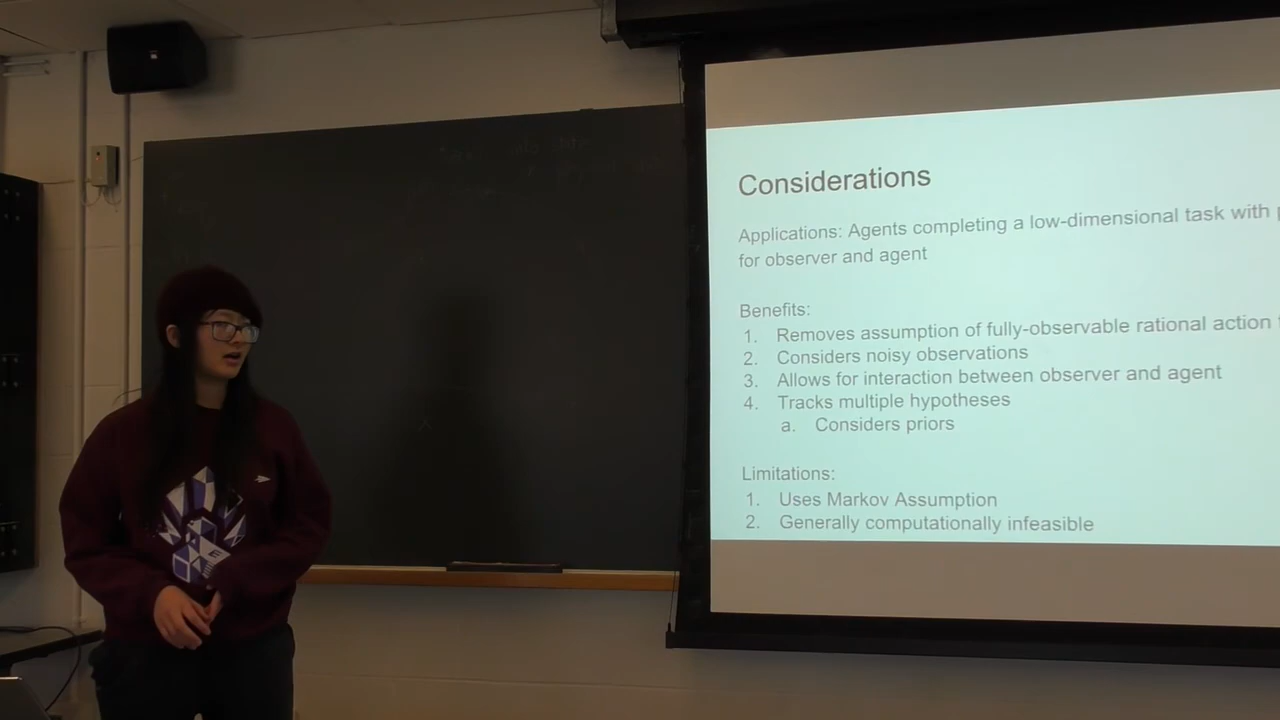 Considerations
Applications: Agents completing a low-dimensional task with
for observer and agent
Benefits:
1. Removes assumption of fully-observable rational action
2. Considers noisy observations
3. Allows for interaction between observer and agent
4. Tracks multiple hypotheses
a. Considers priors
Limitations:
1. Uses Markov Assumption
2. Generally computationally infeasible